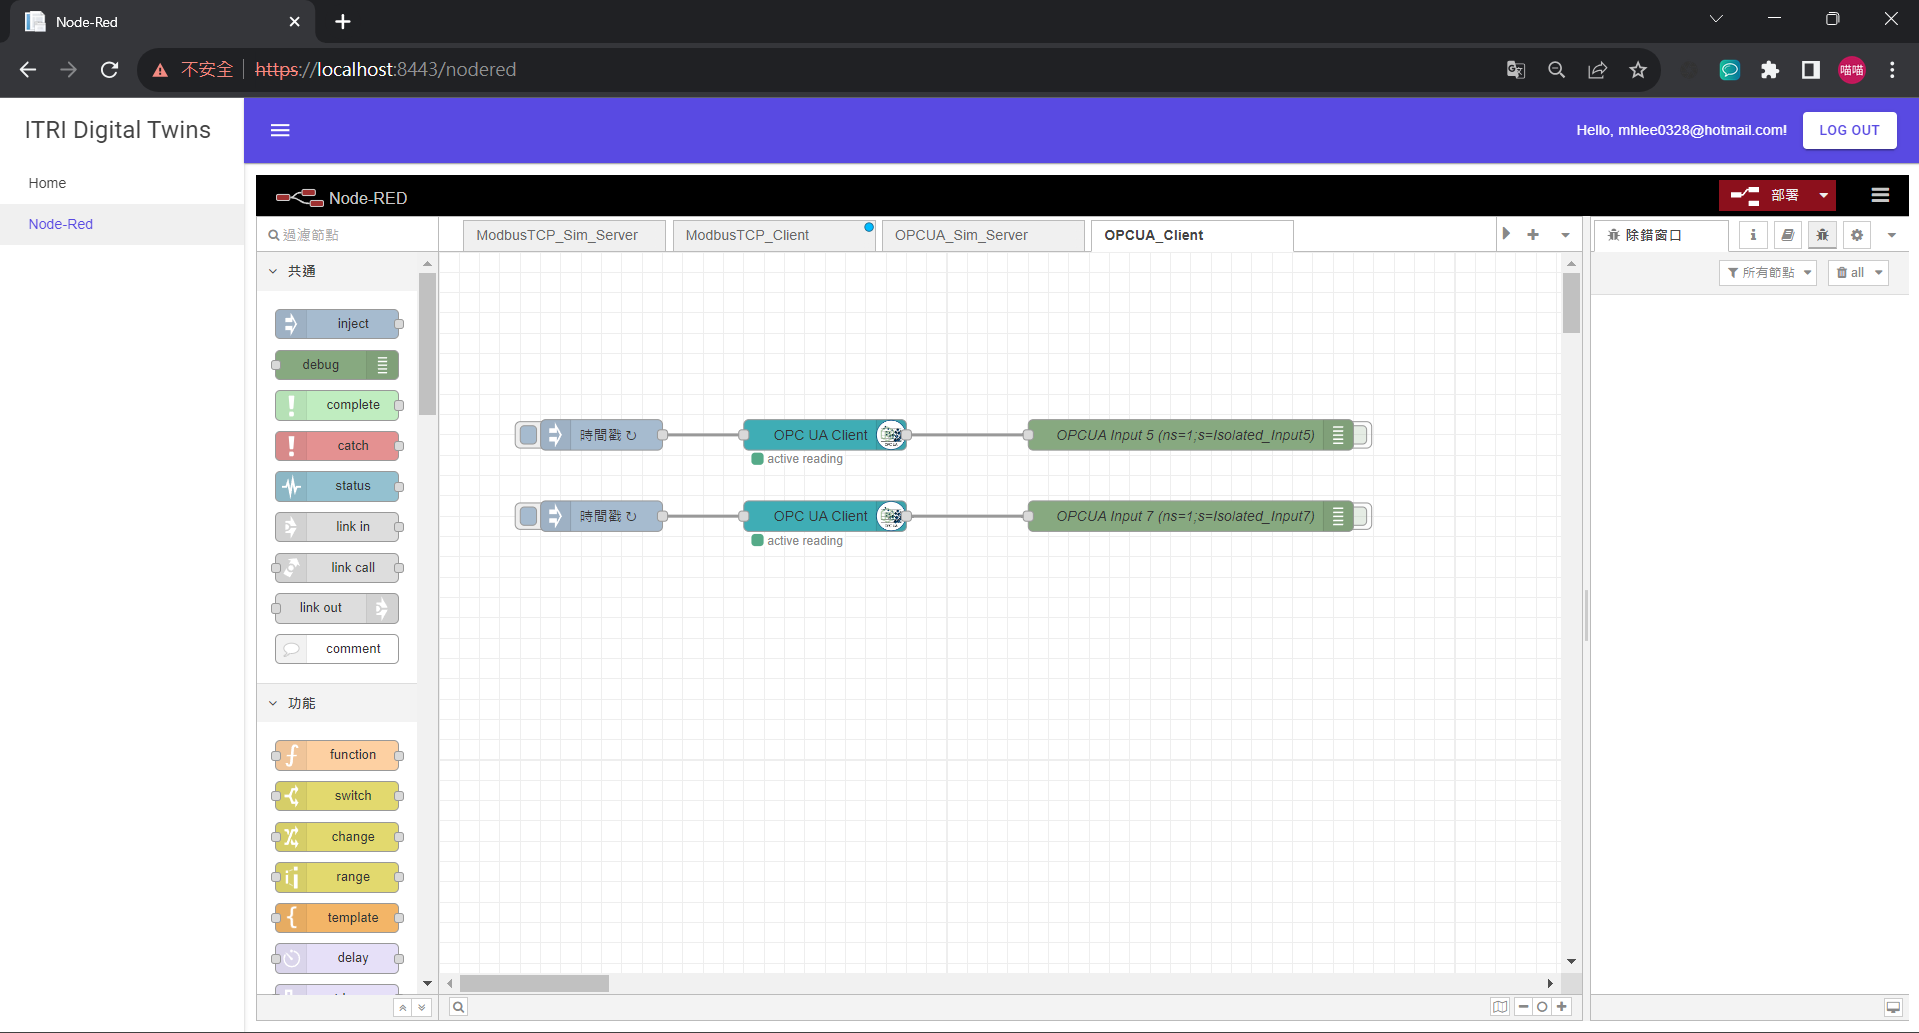 Node-Red
不安全
https://localhost:8443/nodered
喵喵
ITRI Digital Twins
Home
Node-Red
Hello, mhlee0328@hotmail.com!
LOG OUT
Node-RED
部署
過濾節點
ModbusTCP_Sim_Server
ModbusTCP_Client
OPCUA_Sim_Server
OPCUA_Client
除錯窗口
所有節點
all
共通
inject
debug
complete
catch
status
link in
link call
link out
comment
功能
function
switch
change
range
template
delay
時間戳 ↻
OPC UA Client
active reading
OPCUA Input 5 (ns=1;s=Isolated_Input5)
時間戳 ↻
OPC UA Client
active reading
OPCUA Input 7 (ns=1;s=Isolated_Input7)